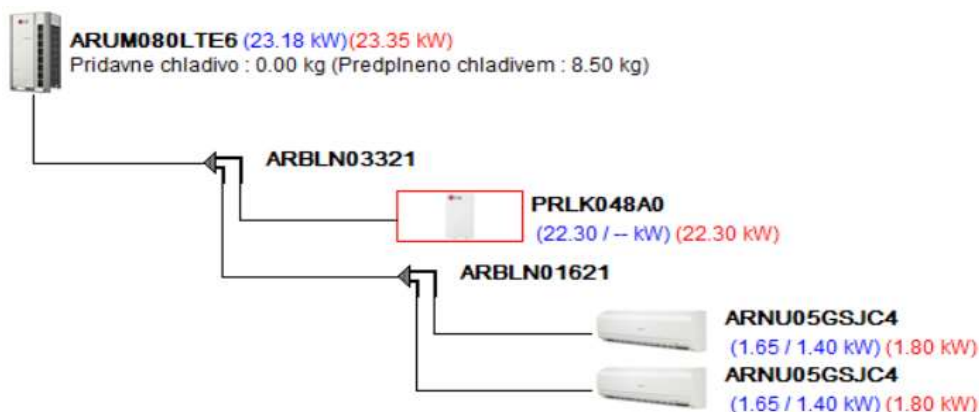 ARUM080LTE6 (23.18 kW)(23.35 kW)
Pridavne chladivo : 0.00 kg (Predplneno chladivem : 8.50 kg)
ARBLN03321
PRLK048A0
(22.30 / -- kW) (22.30 kW)
ARBLN01621
ARNU05GSJC4
(1.65 / 1.40 kW) (1.80 kW)
ARNU05GSJC4
(1.65 / 1.40 kW) (1.80 kW)